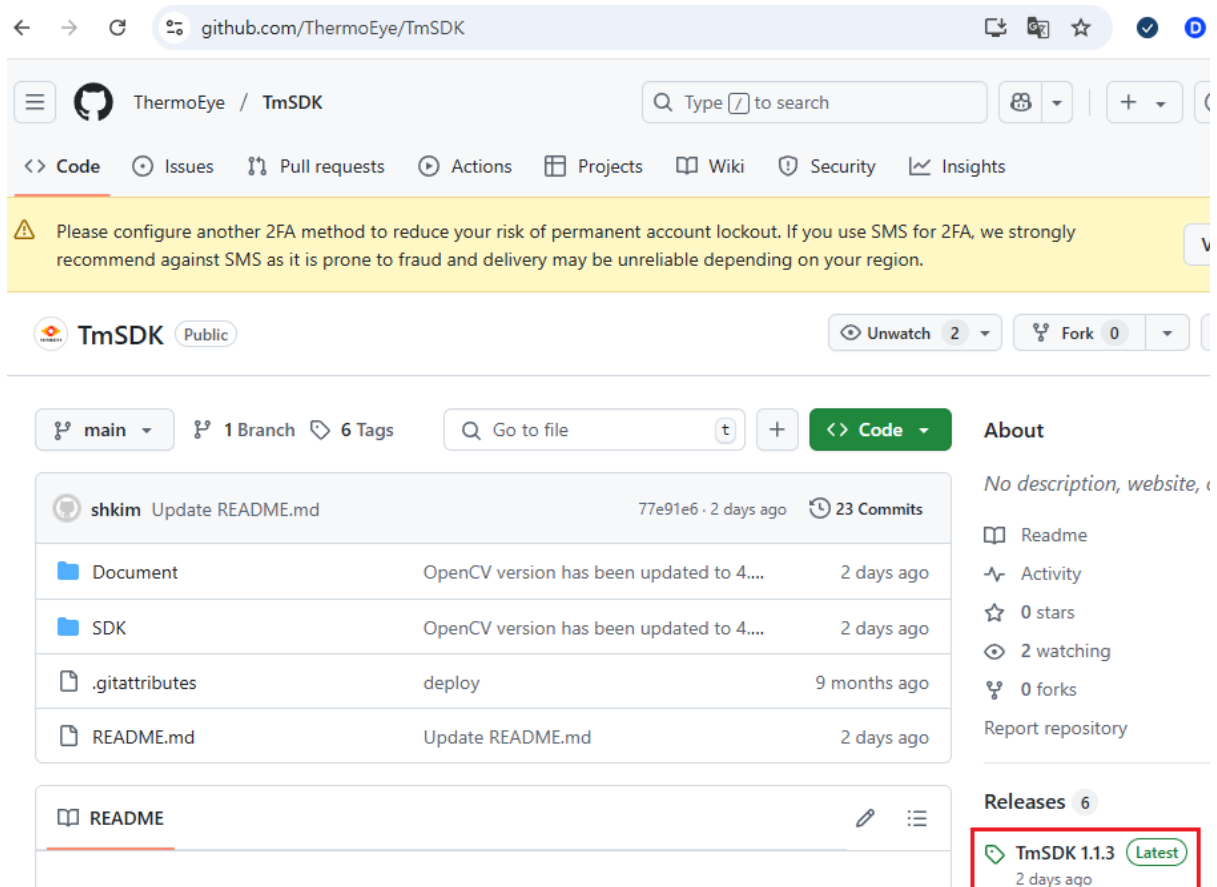 github.com/ThermoEye/TmSDK
D
ThermoEye / TmSDK
Type / to search
Code Issues Pull requests Actions Projects Wiki Security Insights
Please configure another 2FA method to reduce your risk of permanent account lockout. If you use SMS for 2FA, we strongly
recommend against SMS as it is prone to fraud and delivery may be unreliable depending on your region.
TmSDK Public
Unwatch 2
Fork 0
main
1 Branch
6 Tags
Go to file t
Code
About
No description, website,
shkim Update README.md 77e91e6 · 2 days ago 23 Commits
Document OpenCV version has been updated to 4.... 2 days ago
SDK OpenCV version has been updated to 4.... 2 days ago
.gitattributes deploy 9 months ago
README.md Update README.md 2 days ago
Readme
Activity
0 stars
2 watching
0 forks
Report repository
README
Releases 6
TmSDK 1.1.3 Latest
2 days ago